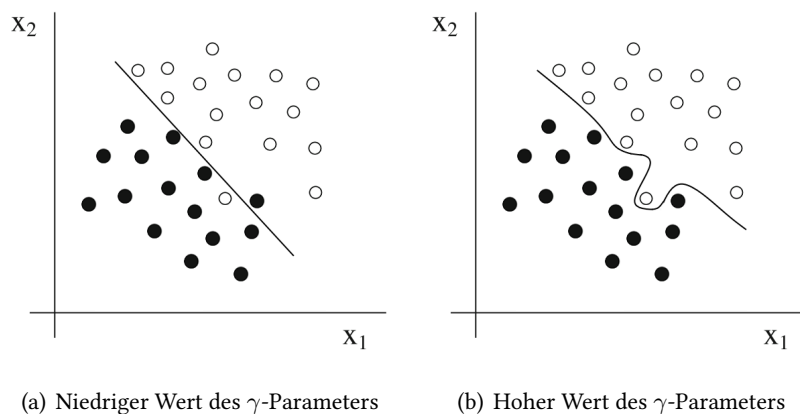 X₂
X₁
X₂
X₁
(a) Niedriger Wert des γ-Parameters
(b) Hoher Wert des γ-Parameters